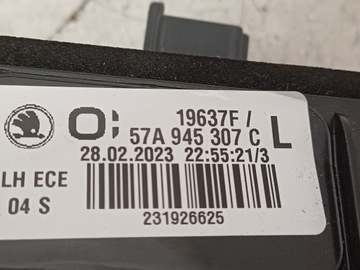 19637F /
O: 57A 945 307 C L
28.02.2023 22:55:21/3
LH ECE
04 S
231926625